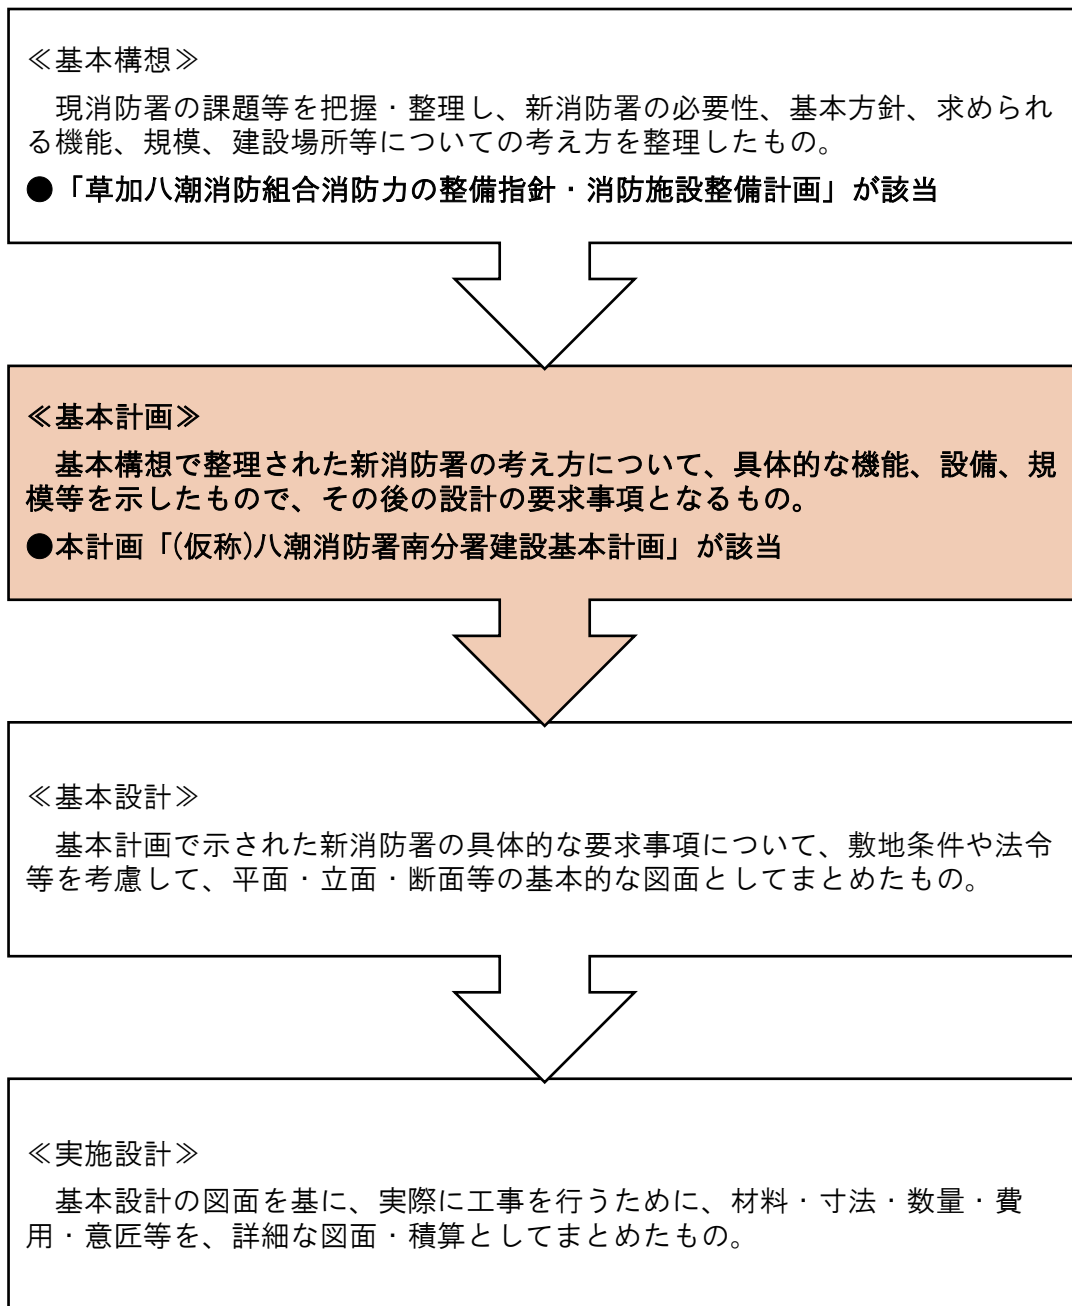 ≪基本構想≫
　現消防署の課題等を把握・整理し、新消防署の必要性、基本方針、求められ
る機能、規模、建設場所等についての考え方を整理したもの。
●「草加八潮消防組合消防力の整備指針・消防施設整備計画」が該当
≪基本計画≫
　基本構想で整理された新消防署の考え方について、具体的な機能、設備、規
模等を示したもので、その後の設計の要求事項となるもの。
●本計画「(仮称)八潮消防署南分署建設基本計画」が該当
≪基本設計≫
　基本計画で示された新消防署の具体的な要求事項について、敷地条件や法令
等を考慮して、平面・立面・断面等の基本的な図面としてまとめたもの。
≪実施設計≫
　基本設計の図面を基に、実際に工事を行うために、材料・寸法・数量・費
用・意匠等を、詳細な図面・積算としてまとめたもの。